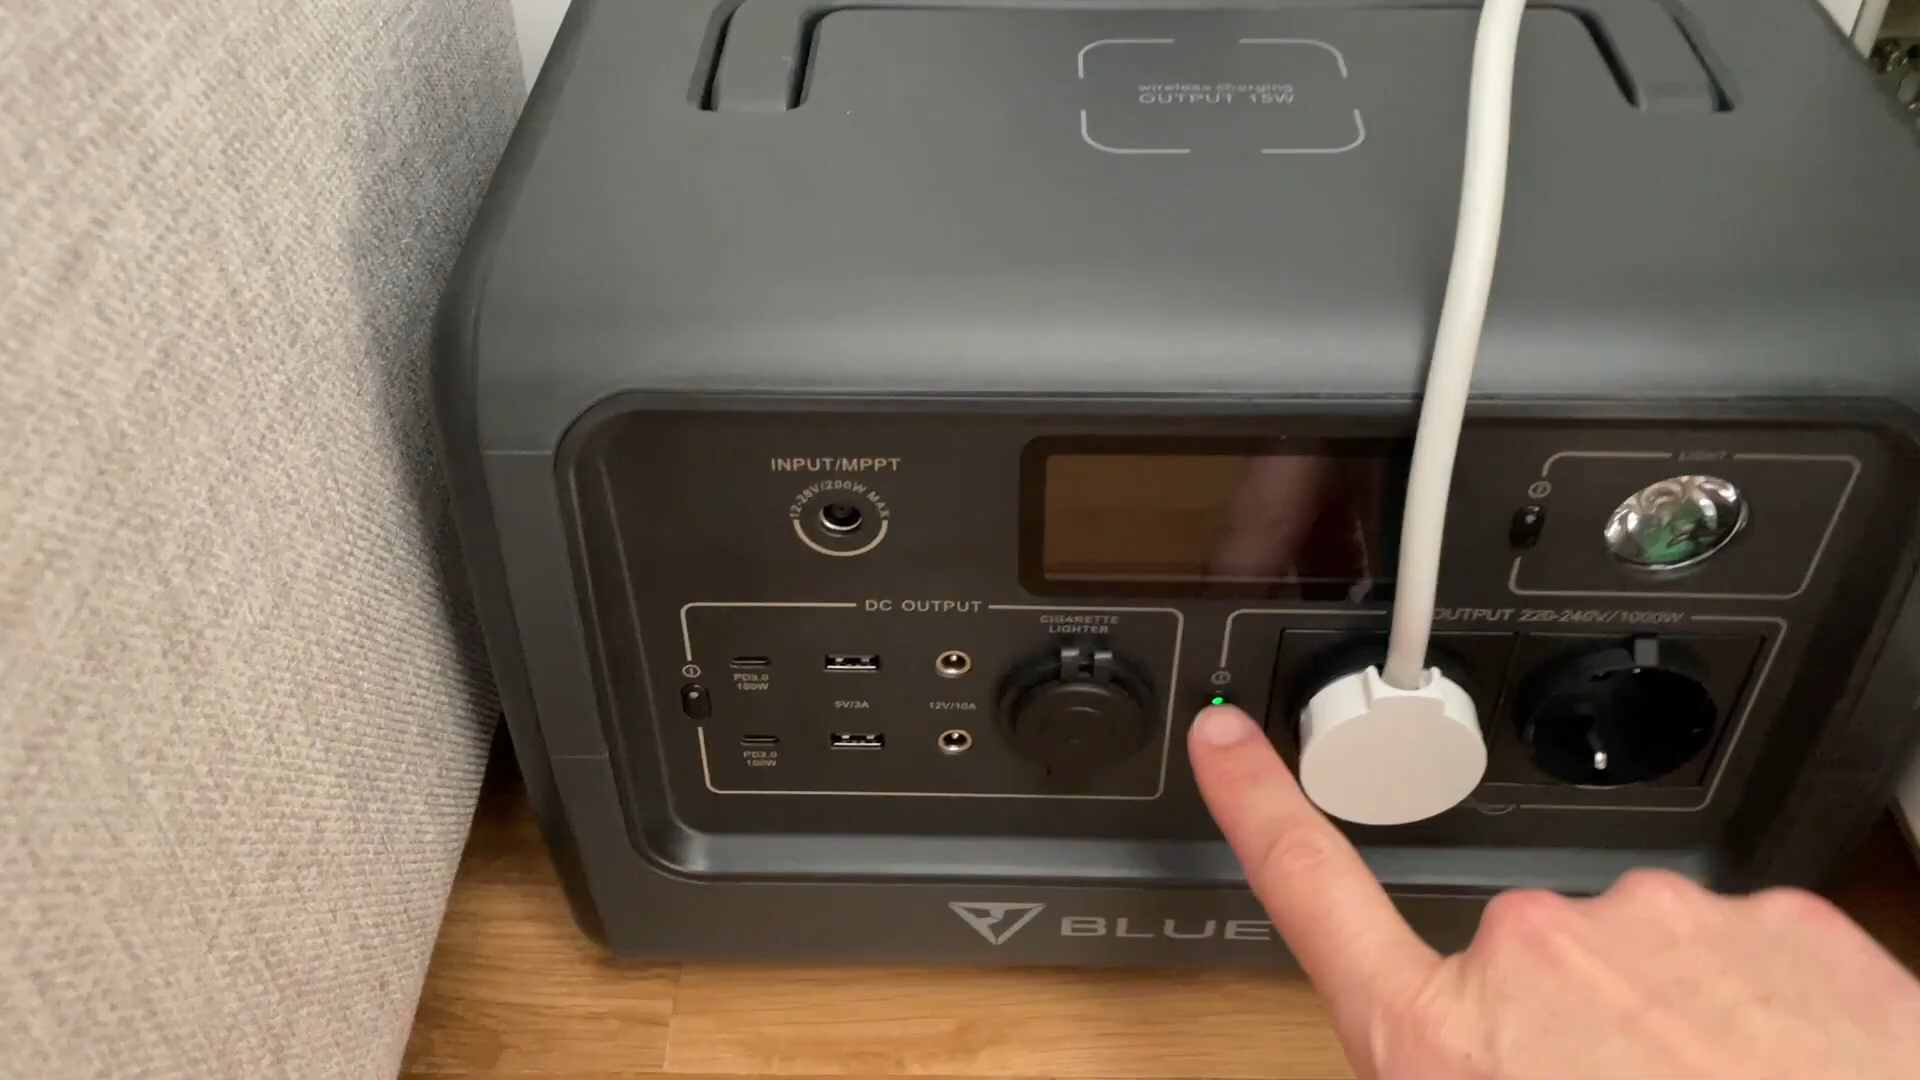 wireless charging
OUTPUT 15W
INPUT/MPPT
12-28V/200W MAX
LIGHT
DC OUTPUT
CIGARETTE
LIGHTER
OUTPUT 220-240V/1000W
PD3.0
100W
5V/3A
12V/10A
PD3.0
100W
BLUE